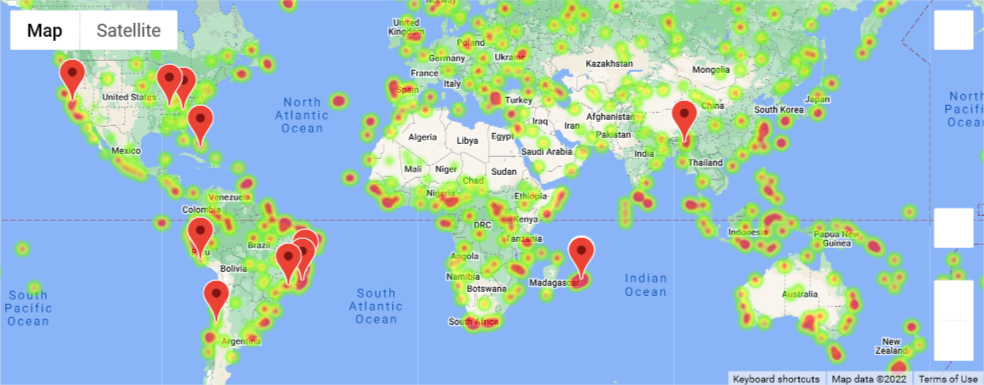 Map
Satellite
Norway
United
Kingdom
Poland
Germany
Ukraine
Kazakhstan
Mongolia
France
Italy
Spain
Turkey
North
Atlantic
Ocean
United States
China
Japan
South Korea
North
Pacifi
Ocean
Afghanistan
Iraq
Iran
Pakistan
Algeria
Libya
Egypt
Saudi Arabia
India
Thailand
Mexico
Mali
Niger
Chad
Sudan
Nigeria
Ethiopia
Venezuela
Colombia
DRC
Kenya
Tanzania
Indonesia
Papua New
Guinea
Brazil
Peru
Bolivia
Angola
Namibia
Botswana
Madagascar
Indian
Ocean
South
Pacific
Ocean
South
Atlantic
Ocean
Australia
South Africa
Argentina
New
Zealand
Keyboard shortcuts
Map data ©2022
Terms of Use